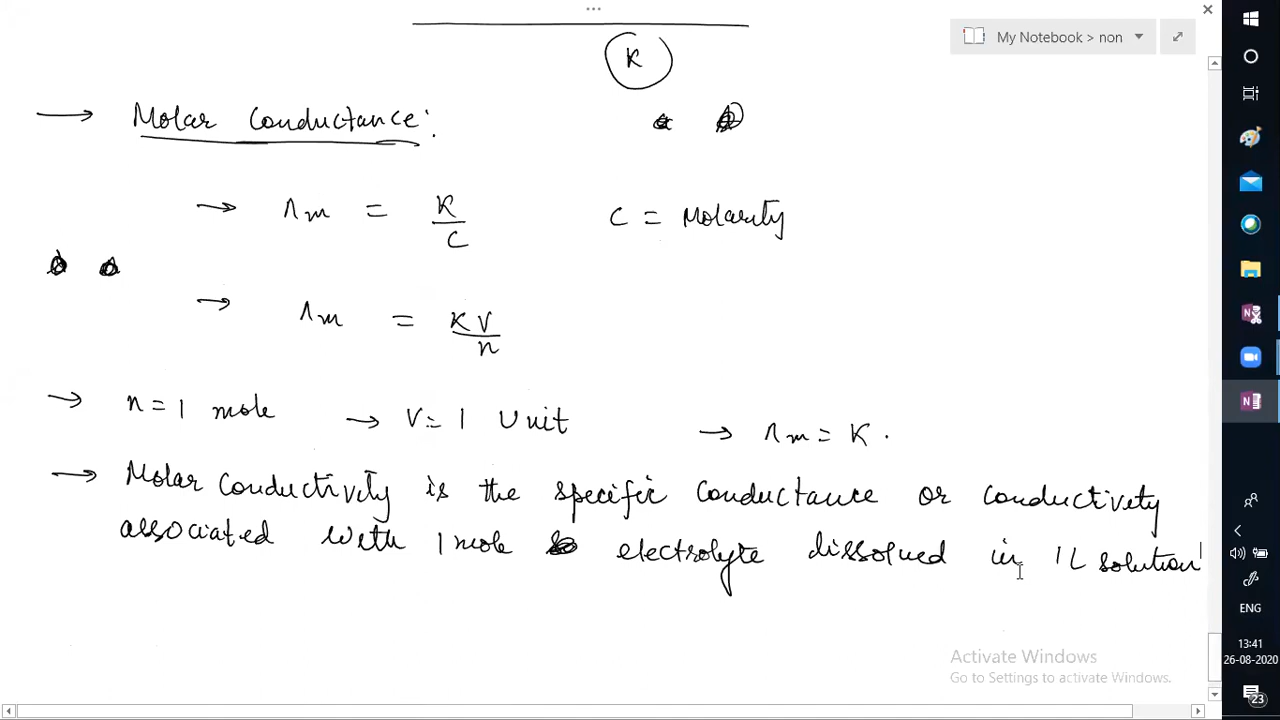 ...
My Notebook > non
K
→ Molar Conductance:
→ Λm = K/C C = Molarity
→ Λm = KV/n
→ n = 1 mole → V = 1 Unit → Λm = K.
→ Molar Conductivity is the specific conductance or conductivity
associated with 1 mole electrolyte dissolved in 1L solution
ENG
13:41
26-08-2020
Activate Windows
Go to Settings to activate Windows.
23